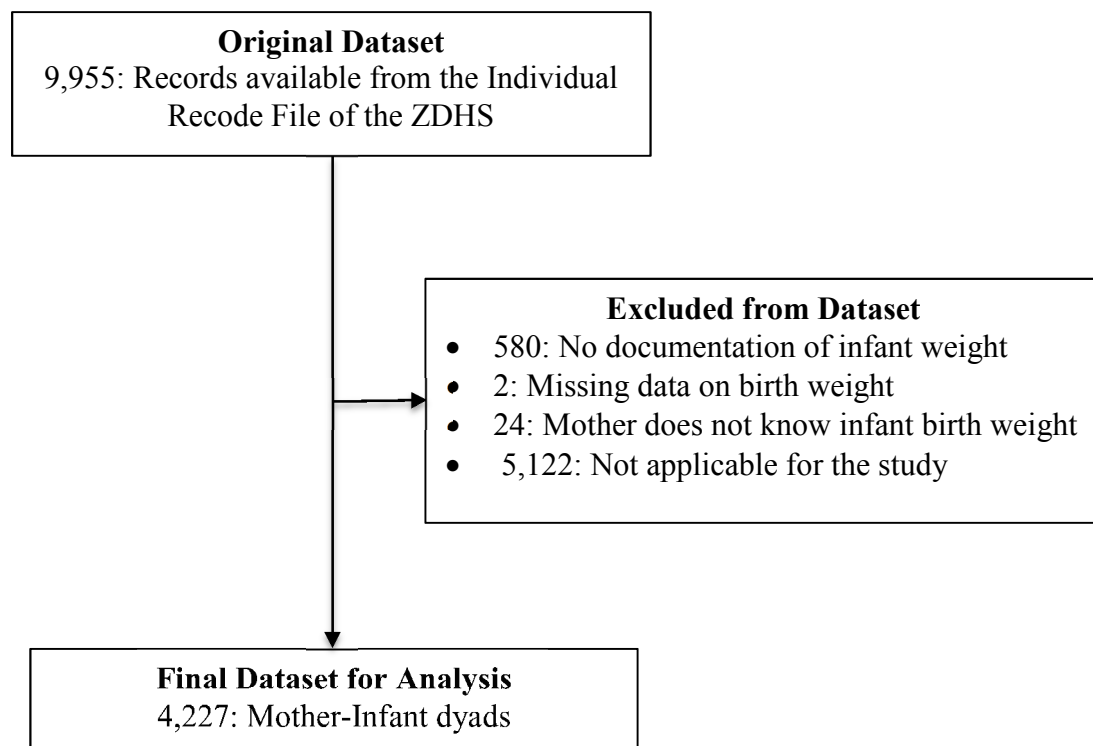 Original Dataset
9,955: Records available from the Individual
Recode File of the ZDHS
Excluded from Dataset
• 580: No documentation of infant weight
• 2: Missing data on birth weight
• 24: Mother does not know infant birth weight
• 5,122: Not applicable for the study
Final Dataset for Analysis
4,227: Mother-Infant dyads